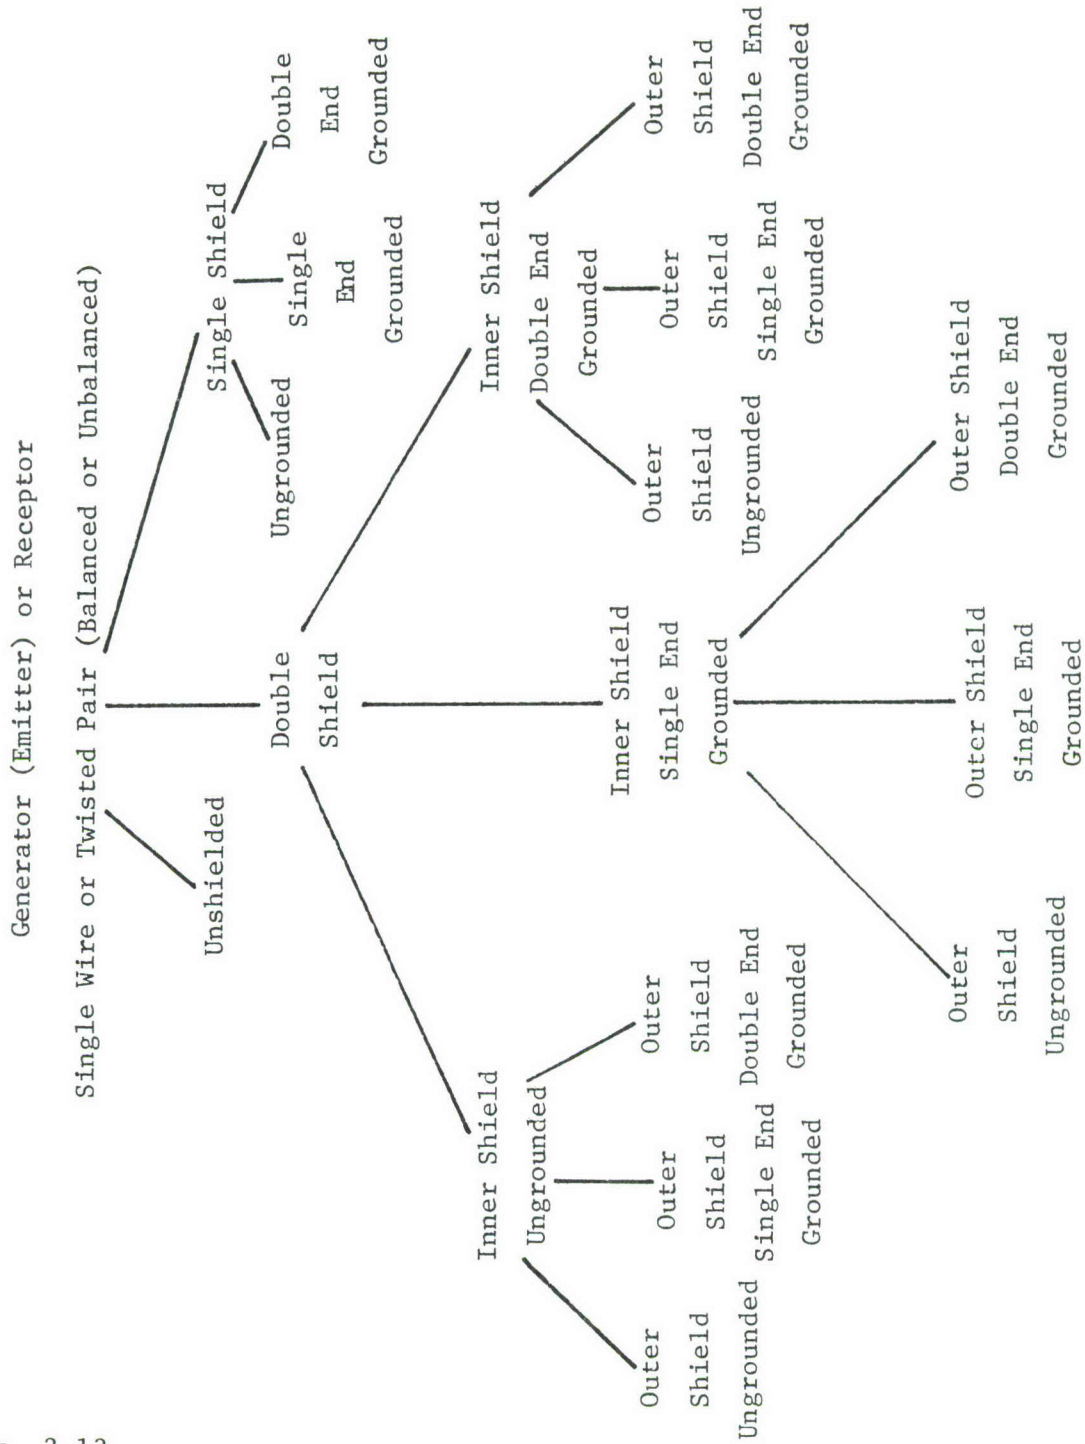 Generator (Emitter) or Receptor
Single Wire or Twisted Pair (Balanced or Unbalanced)
Unshielded
Double
Shield
Single Shield
Ungrounded
Single
End
Grounded
Double
End
Grounded
Inner Shield
Ungrounded
Outer
Shield
Ungrounded
Outer
Shield
Single End
Grounded
Outer
Shield
Double End
Grounded
Inner Shield
Single End
Grounded
Outer
Shield
Ungrounded
Outer Shield
Single End
Grounded
Outer Shield
Double End
Grounded
Inner Shield
Double End
Grounded
Outer
Shield
Ungrounded
Outer
Shield
Single End
Grounded
Outer
Shield
Double End
Grounded